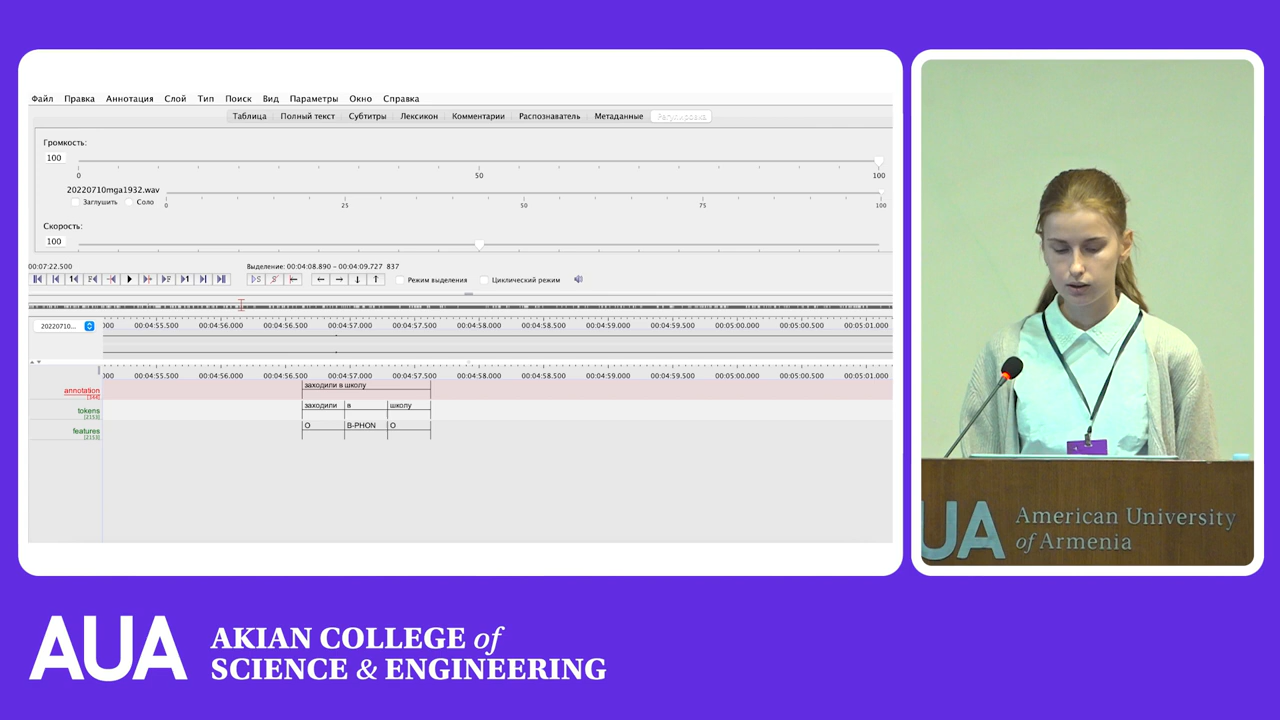 Файл Правка Аннотация Слой Тип Поиск Вид Параметры Окно Справка
Таблица Полный текст Субтитры Лексикон Комментарии Распознаватель Метаданные Регулировка
Громкость:
100
0 50 100
20220710mga1932.wav
Заглушить Соло 0 25 50 75 100
Скорость:
100
00:07:22.500 Выделение: 00:04:08.890 – 00:04:09.727 837
Режим выделения Циклический режим
20220710... 000 00:04:55.500 00:04:56.000 00:04:56.500 00:04:57.000 00:04:57.500 00:04:58.000 00:04:58.500 00:04:59.000 00:04:59.500 00:05:00.000 00:05:00.500 00:05:01.000
000 00:04:55.500 00:04:56.000 00:04:56.500 00:04:57.000 00:04:57.500 00:04:58.000 00:04:58.500 00:04:59.000 00:04:59.500 00:05:00.000 00:05:00.500 00:05:01.000
annotation заходили в школу
[344]
tokens заходили в школу
[2153]
features O B-PHON O
[2153]
UA American University
of Armenia
AUA AKIAN COLLEGE of
SCIENCE & ENGINEERING